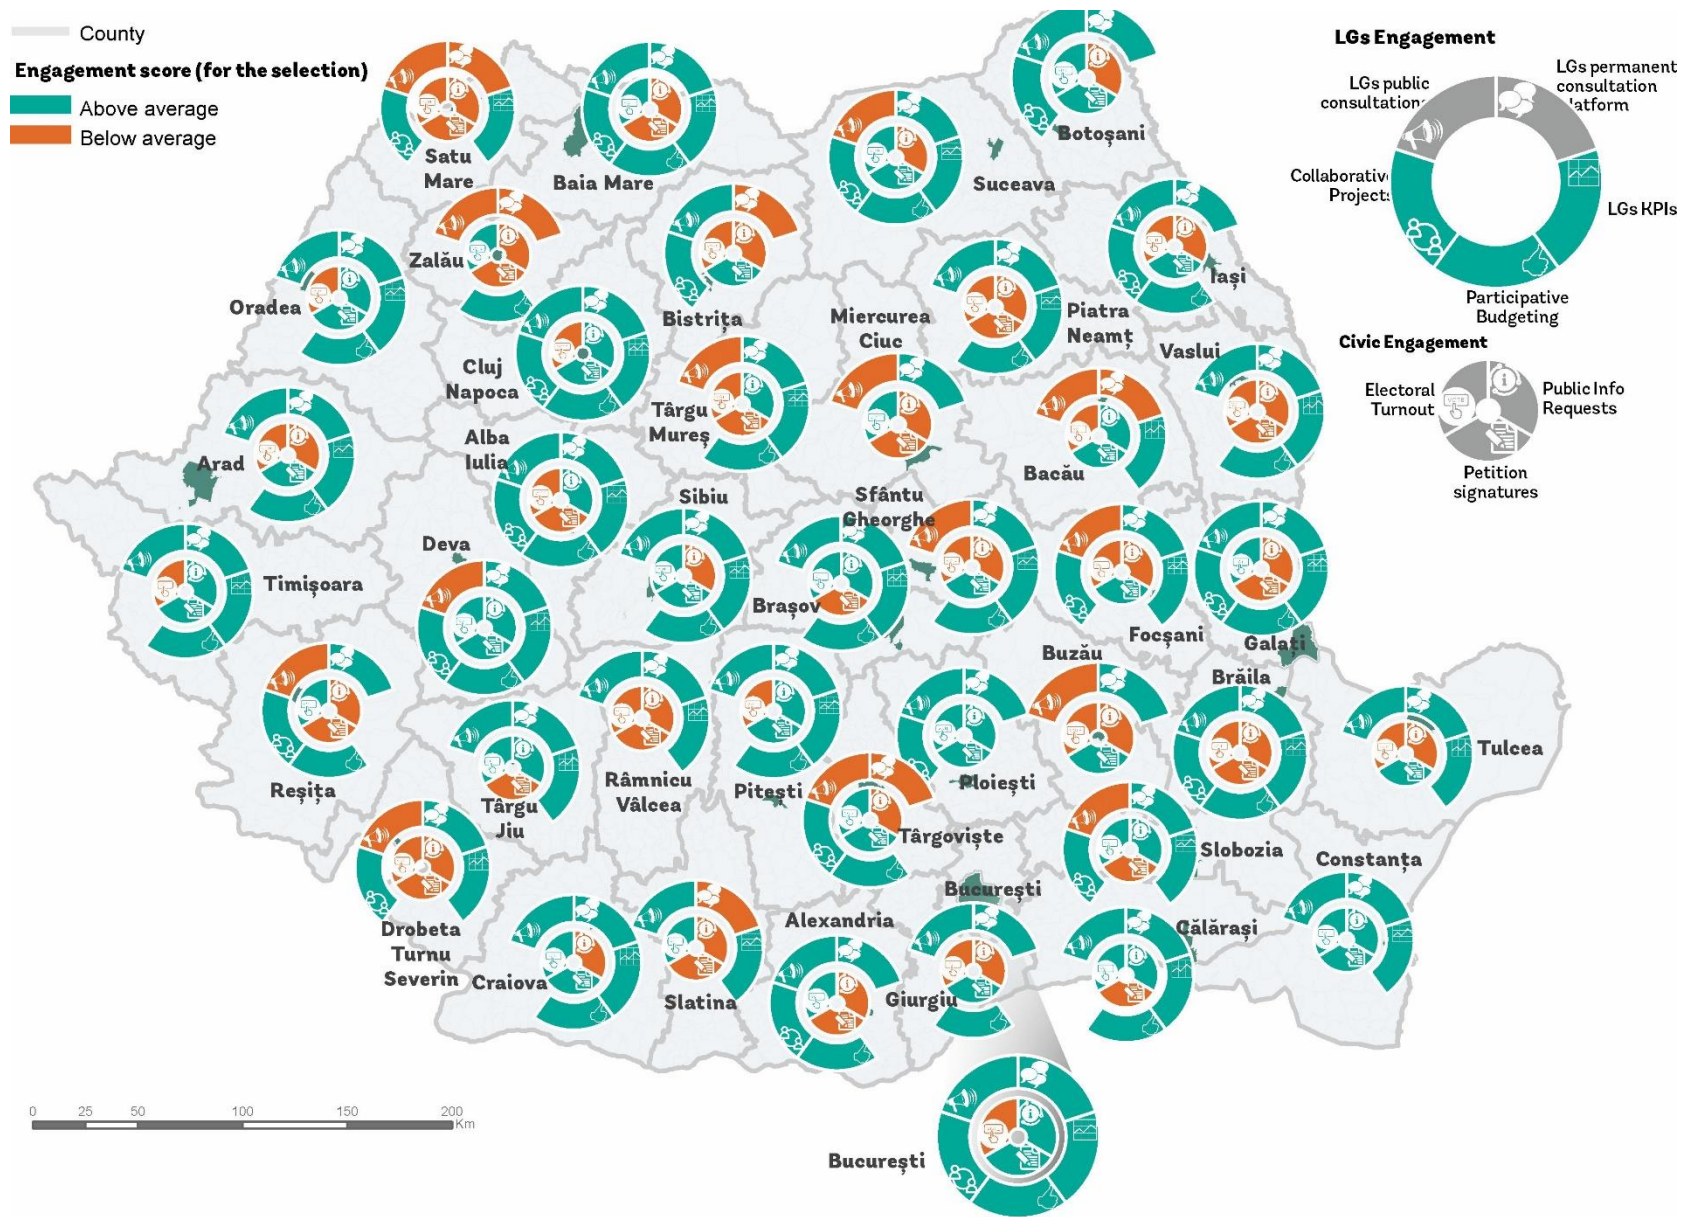 County
Engagement score (for the selection)
Above average
Below average
LGs Engagement
LGs public
consultation
LGs permanent
consultation
latform
Collaborativ
Projects
LGs KPIs
Participative
Budgeting
Civic Engagement
Electoral
Turnout
VOTE
Public Info
Requests
Petition
signatures
Satu
Mare
Baia Mare
Suceava
Botoșani
Zalău
Oradea
Bistrița
Miercurea
Ciuc
Piatra
Neamț
Iași
Vaslui
Cluj
Napoca
Târgu
Mureș
Bacău
Arad
Alba
Iulia
Sibiu
Sfântu
Gheorghe
Deva
Timișoara
Brașov
Focșani
Galați
Buzău
Brăila
Tulcea
Reșița
Târgu
Jiu
Râmnicu
Vâlcea
Pitești
Ploiești
Târgoviște
Slobozia
Constanța
București
Alexandria
Călărași
Drobeta
Turnu
Severin
Craiova
Slatina
Giurgiu
București
0 25 50 100 150 200
Km